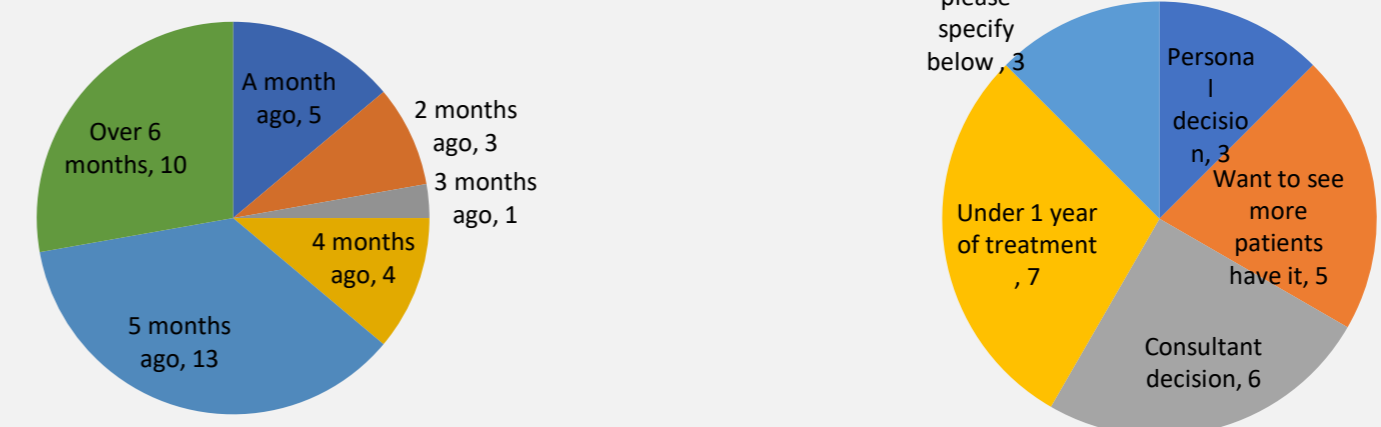 A month
ago, 5
2 months
ago, 3
3 months
ago, 1
4 months
ago, 4
5 months
ago, 13
Over 6
months, 10
please
specify
below , 3
Persona
l
decisio
n, 3
Want to see
more
patients
have it, 5
Consultant
decision, 6
Under 1 year
of treatment
, 7